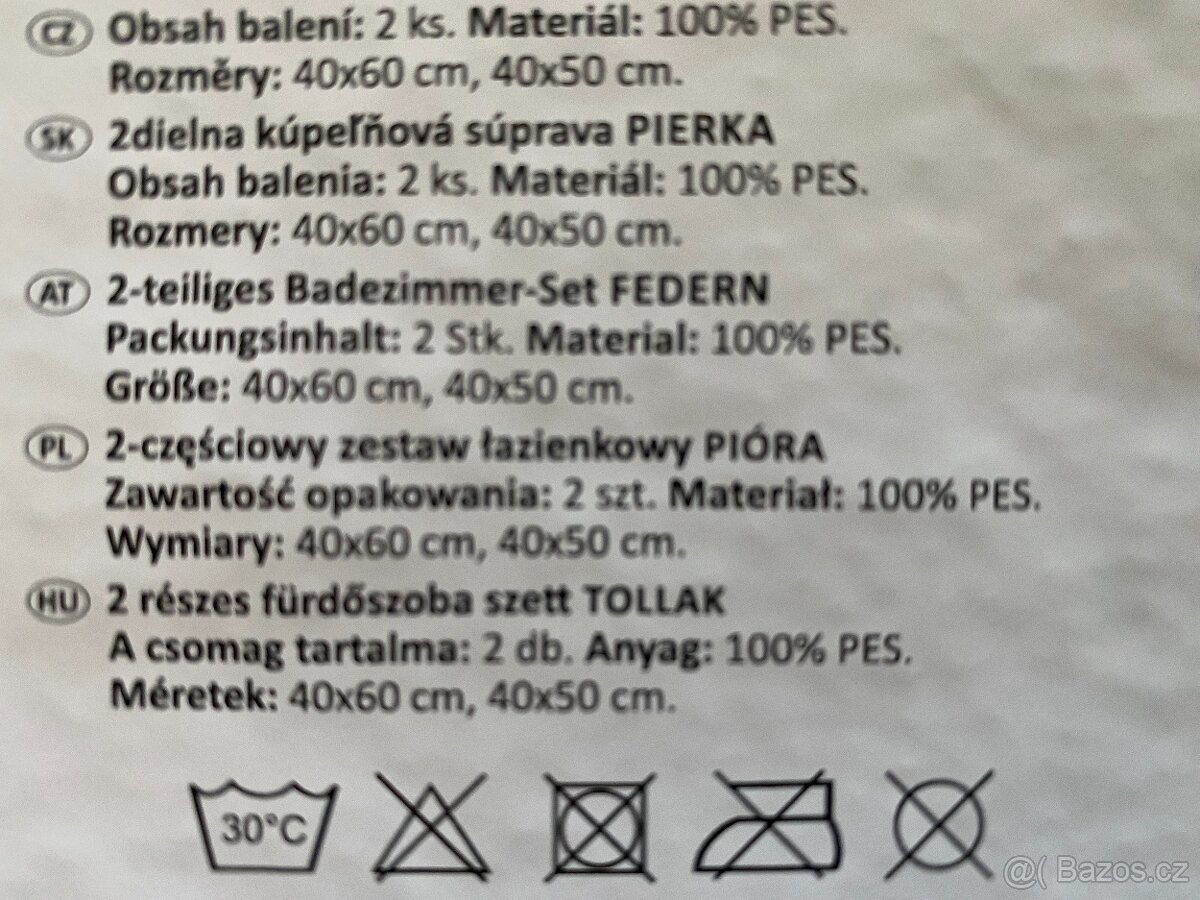 CZ Obsah balení: 2 ks. Materiál: 100% PES.
Rozměry: 40x60 cm, 40x50 cm.
SK 2dielna kúpeľňová súprava PIERKA
Obsah balenia: 2 ks. Materiál: 100% PES.
Rozmery: 40x60 cm, 40x50 cm.
AT 2-teiliges Badezimmer-Set FEDERN
Packungsinhalt: 2 Stk. Material: 100% PES.
Größe: 40x60 cm, 40x50 cm.
PL 2-częściowy zestaw łazienkowy PIÓRA
Zawartość opakowania: 2 szt. Materiał: 100% PES.
Wymiary: 40x60 cm, 40x50 cm.
HU 2 részes fürdőszoba szett TOLLAK
A csomag tartalma: 2 db. Anyag: 100% PES.
Méretek: 40x60 cm, 40x50 cm.
30°C
@( Bazos.cz